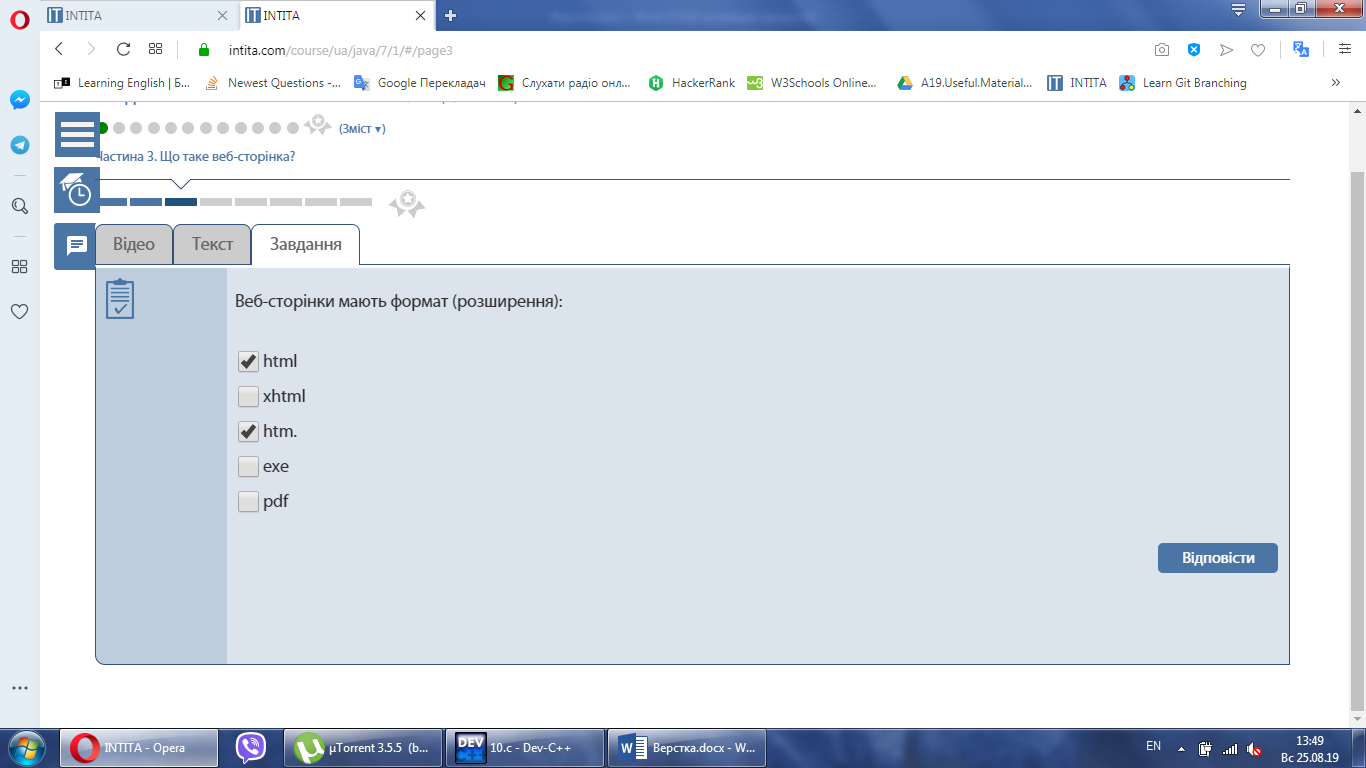 INTITA
INTITA
intita.com/course/ua/java/7/1/#/page3
Learning English | Б...
Newest Questions -...
Google Перекладач
Слухати радіо онл...
HackerRank
W3Schools Online...
A19.Useful.Material...
INTITA
Learn Git Branching
»
(Зміст ▾)
Частина 3. Що таке веб-сторінка?
Відео
Текст
Завдання
Веб-сторінки мають формат (розширення):
html
xhtml
htm.
exe
pdf
Відповісти
INTITA - Opera
µTorrent 3.5.5 (b...
10.c - Dev-C++
Верстка.docx - W...
EN
13:49
Вс 25.08.19